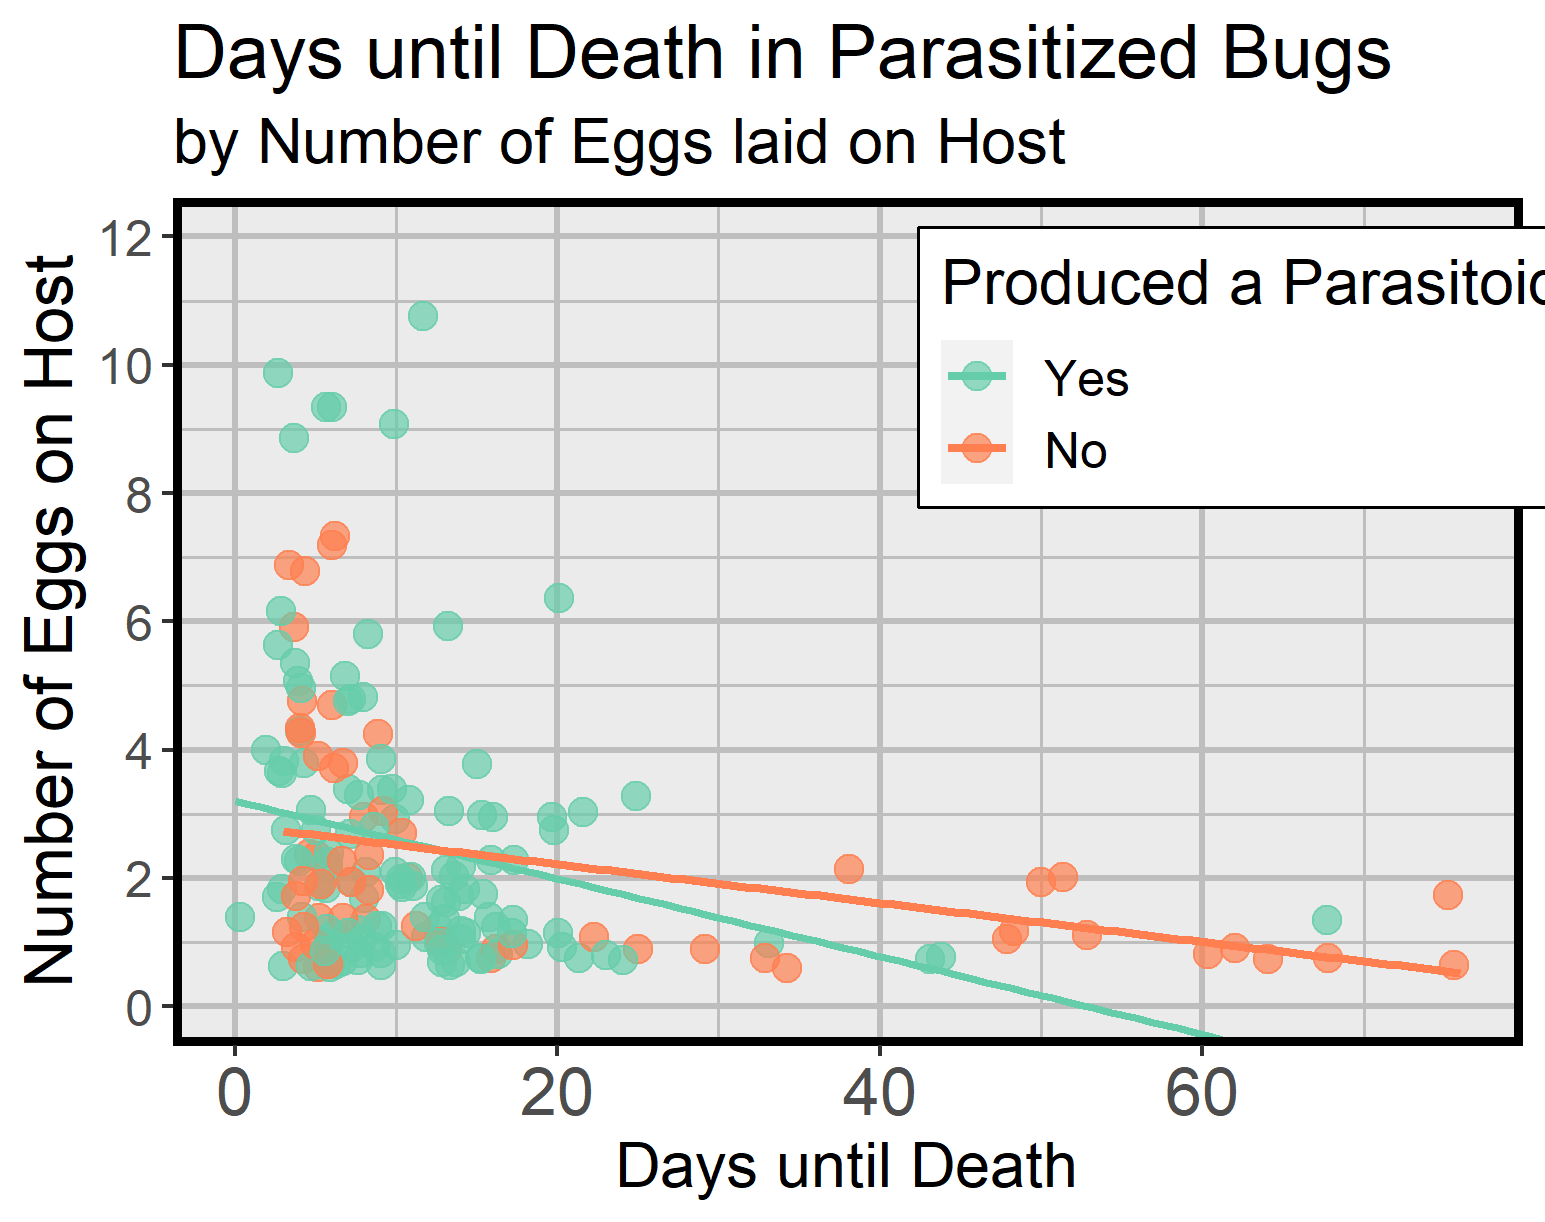 Days until Death in Parasitized Bugs
by Number of Eggs laid on Host
Number of Eggs on Host
12
10
8
6
4
2
0
Produced a Parasitoid
Yes
No
0 20 40 60
Days until Death